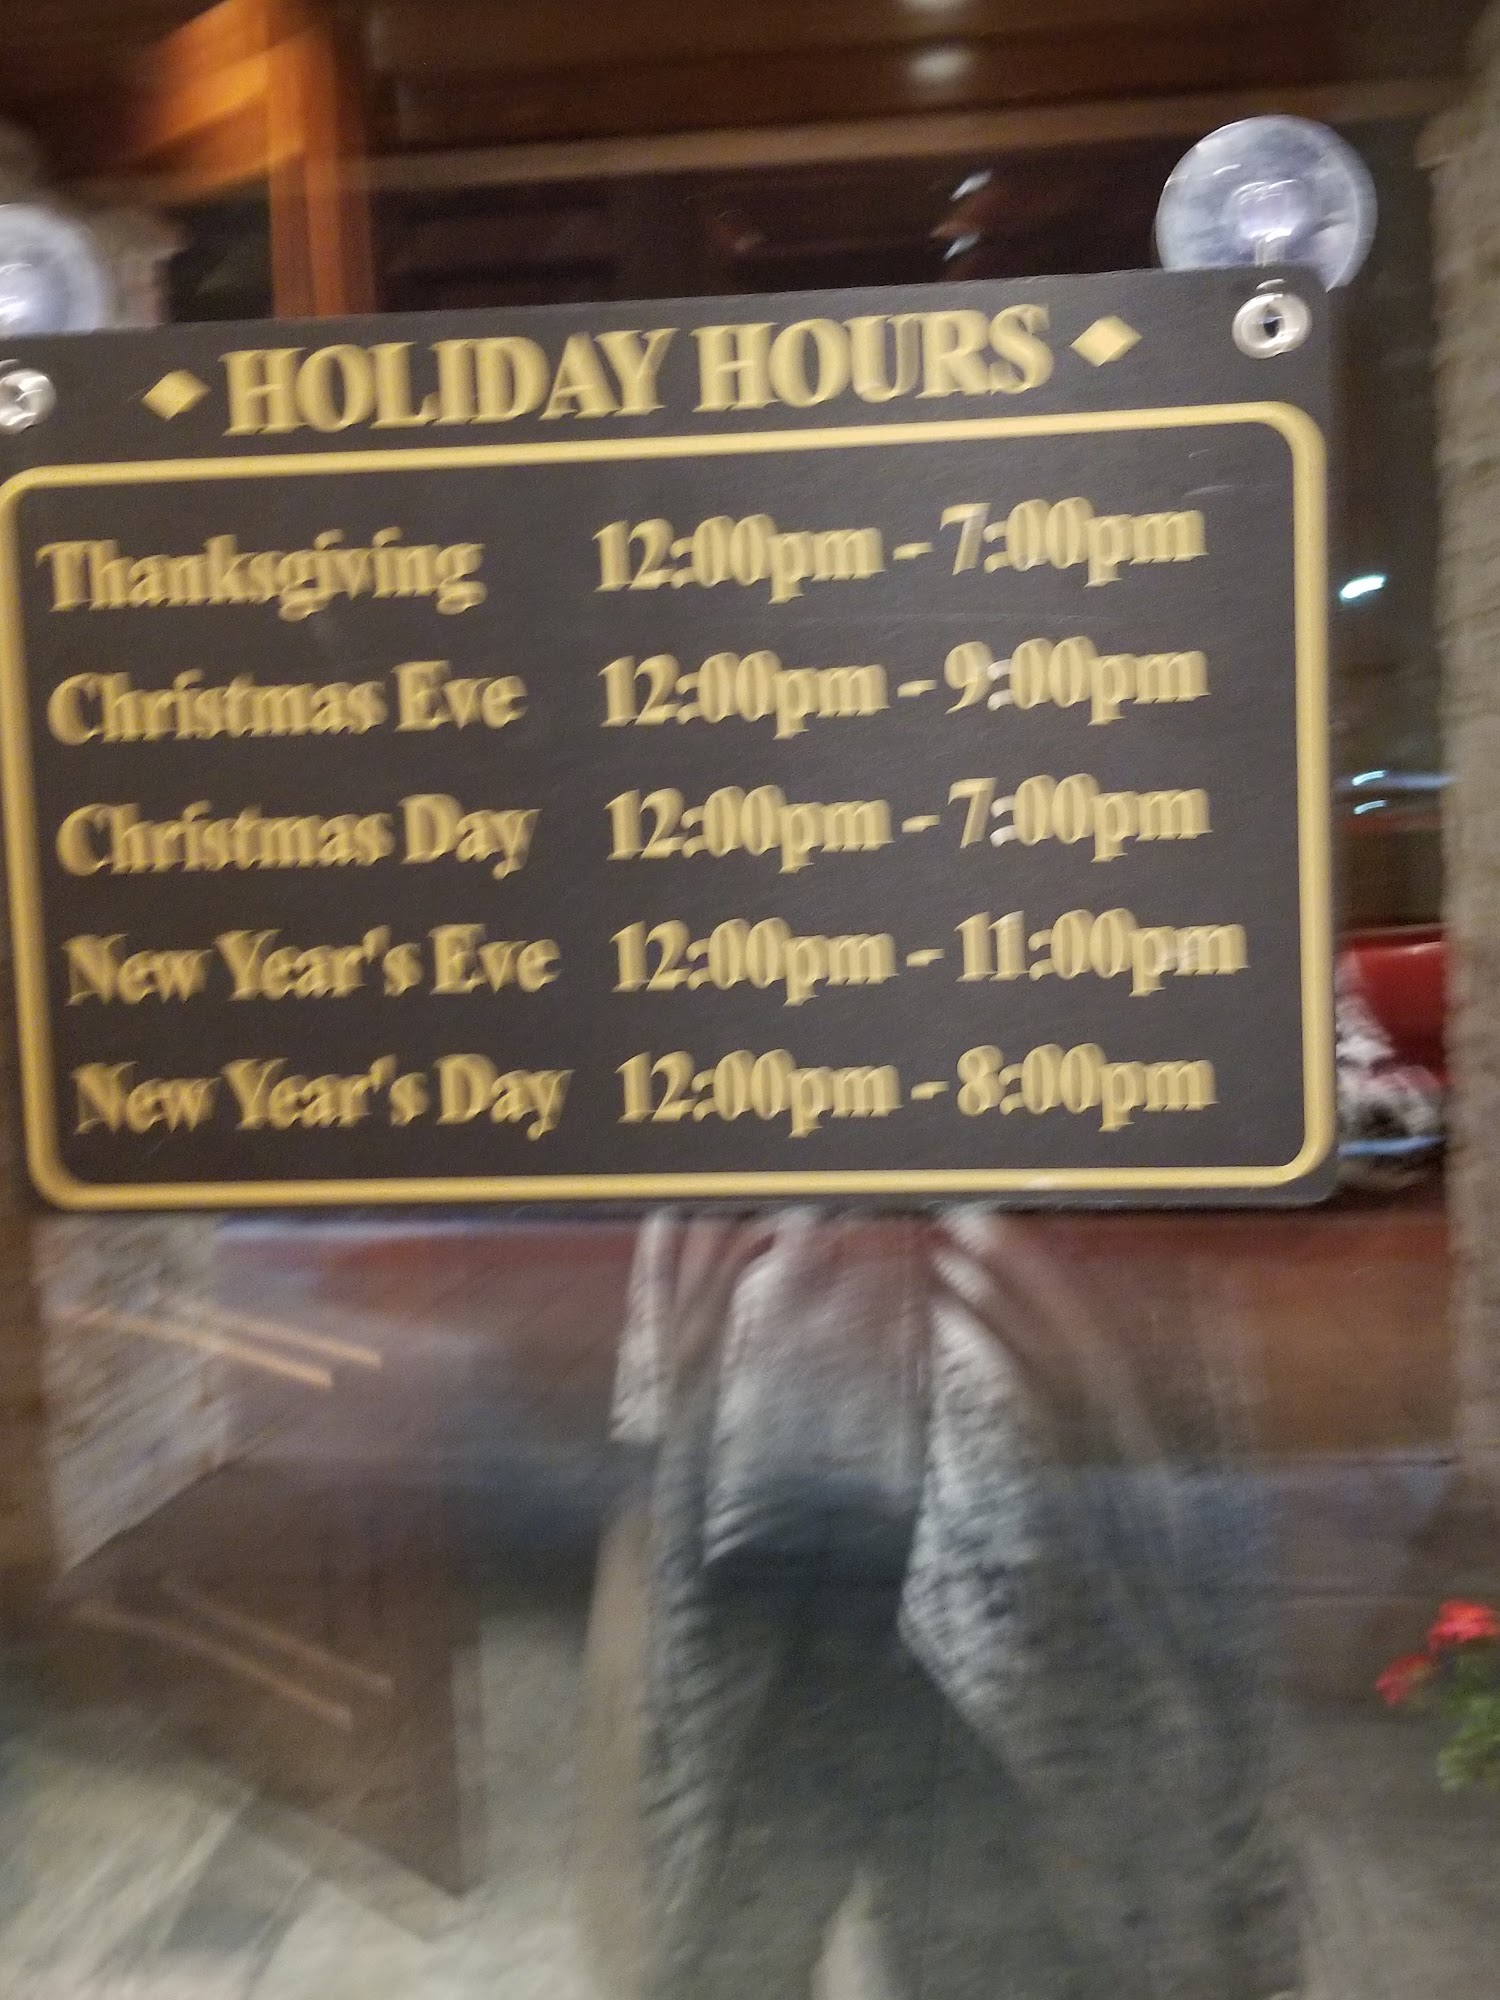 HOLIDAY HOURS
Thanksgiving 12:00pm - 7:00pm
Christmas Eve 12:00pm - 9:00pm
Christmas Day 12:00pm - 7:00pm
New Year's Eve 12:00pm - 11:00pm
New Year's Day 12:00pm - 8:00pm